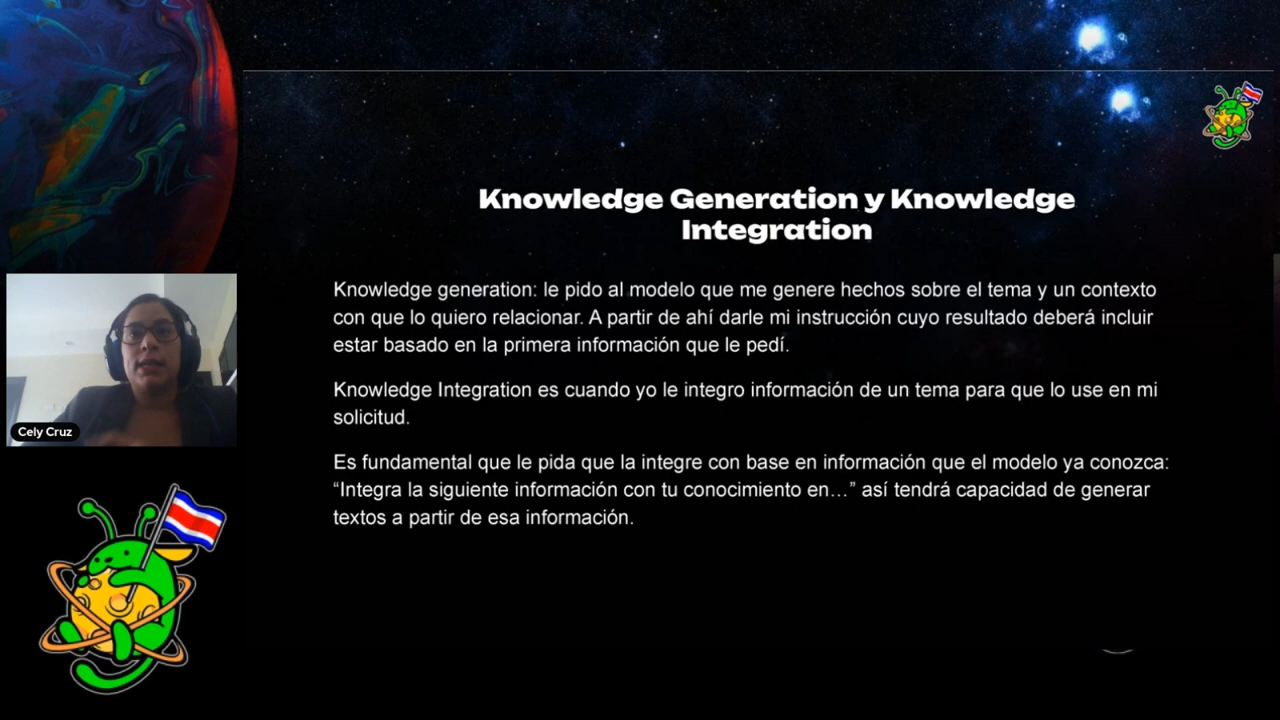 Knowledge Generation y Knowledge
Integration
Knowledge generation: le pido al modelo que me genere hechos sobre el tema y un contexto
con que lo quiero relacionar. A partir de ahí darle mi instrucción cuyo resultado deberá incluir
estar basado en la primera información que le pedí.
Knowledge Integration es cuando yo le integro información de un tema para que lo use en mi
solicitud.
Es fundamental que le pida que la integre con base en información que el modelo ya conozca:
“Integra la siguiente información con tu conocimiento en…” así tendrá capacidad de generar
textos a partir de esa información.
Cely Cruz